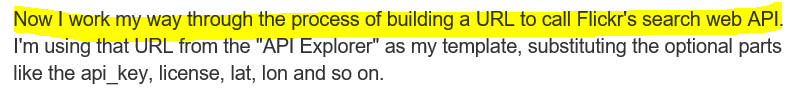 Now I work my way through the process of building a URL to call Flickr's search web API.
I'm using that URL from the "API Explorer" as my template, substituting the optional parts
like the api_key, license, lat, lon and so on.